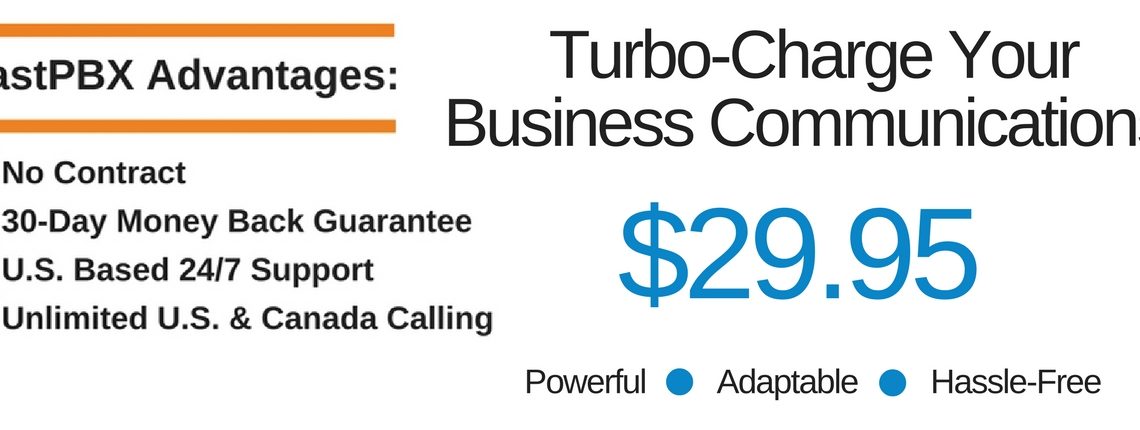 astPBX Advantages:
No Contract
30-Day Money Back Guarantee
U.S. Based 24/7 Support
Unlimited U.S. & Canada Calling
Turbo-Charge Your
Business Communications
$29.95
Powerful ● Adaptable ● Hassle-Free